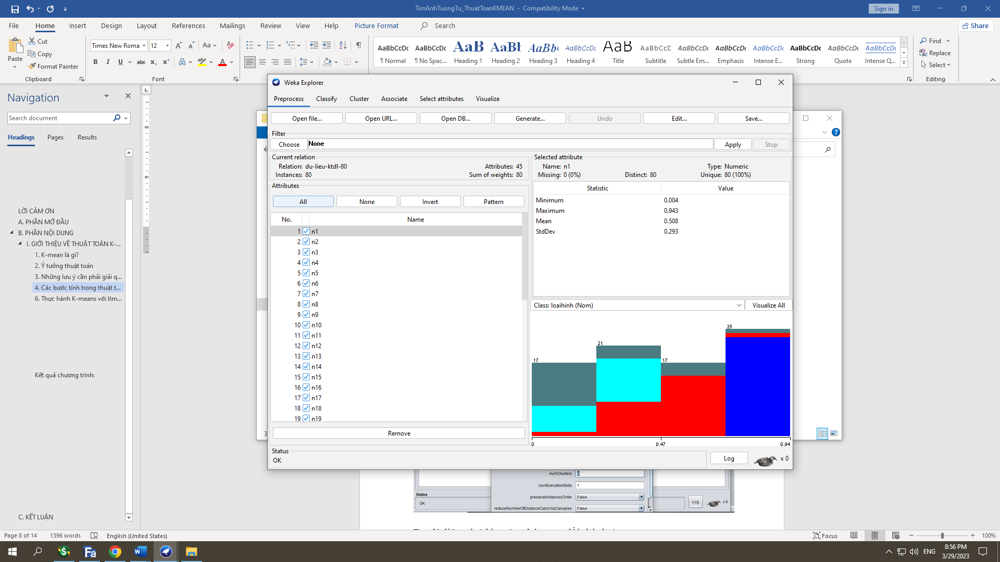 TimAnhTuongTu_ThuatToanKMEAN - Compatibility Mode
Sign in
File Home Insert Design Layout References Mailings Review View Help Picture Format Search
Share
Paste
Cut
Copy
Format Painter
Clipboard
Times New Roma 12
Font
AaBbCcDc AaBbCcDc AaB AaBl AaBb( AaBbCcDc AaB AaBbCcD AaBbCcDc AaBbCcDc AaBbCcDc AaBbCcDc AaBbCcDc AaBbCcDc
¶ Normal ¶ No Spac... Heading 1 Heading 2 Heading 3 Heading 4 Title Subtitle Subtle Em... Emphasis Intense E... Strong Quote Intense Q...
Find
Replace
Select
Editing
Navigation
Search document
Headings Pages Results
LỜI CẢM ƠN
A. PHẦN MỞ ĐẦU
B. PHẦN NỘI DUNG
I. GIỚI THIỆU VỀ THUẬT TOÁN K-...
1. K-mean là gì?
2. Ý tưởng thuật toán
3. Những lưu ý cần phải giải q...
4. Các bước tính trong thuật t...
6. Thực hành K-means với tìm...
Kết quả chương trình:
C. KẾT LUẬN
8
9
Weka Explorer
Preprocess Classify Cluster Associate Select attributes Visualize
Open file... Open URL... Open DB... Generate... Undo Edit... Save...
Filter
Choose None Apply Stop
Current relation
Relation: du-lieu-ktdl-80 Attributes: 45
Instances: 80 Sum of weights: 80
Attributes
All None Invert Pattern
No. Name
1 n1
2 n2
3 n3
4 n4
5 n5
6 n6
7 n7
8 n8
9 n9
10 n10
11 n11
12 n12
13 n13
14 n14
15 n15
16 n16
17 n17
18 n18
19 n19
Remove
Selected attribute
Name: n1 Type: Numeric
Missing: 0 (0%) Distinct: 80 Unique: 80 (100%)
Statistic Value
Minimum 0.004
Maximum 0.943
Mean 0.508
StdDev 0.293
Class: loaihinh (Nom) Visualize All
17 21 17 25
0 0.47 0.94
Status
OK
Log x 0
3
numClusters
numExecutionSlots 1
preserveInstancesOrder False
reduceNumberOfDistanceCalcsViaCanopies False
Status
OK
Log x 0
Page 8 of 14 1396 words English (United States)
Focus 100%
ENG
8:56 PM
3/29/2023